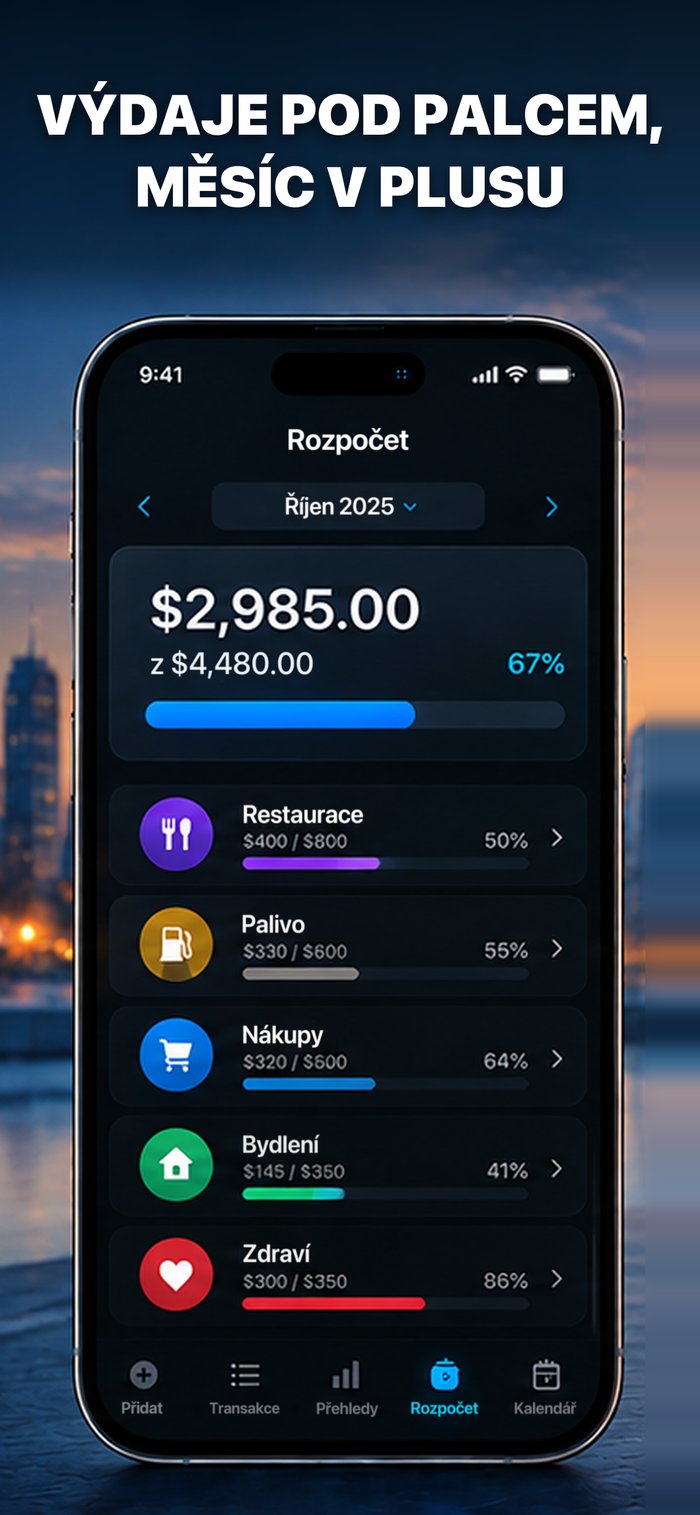 VÝDAJE POD PALCEM,
MĚSÍC V PLUSU
9:41
Rozpočet
Říjen 2025
$2,985.00
z $4,480.00
67%
Restaurace
$400 / $800
50%
Palivo
$330 / $600
55%
Nákupy
$320 / $600
64%
Bydlení
$145 / $350
41%
Zdraví
$300 / $350
86%
Přidat
Transakce
Přehledy
Rozpočet
Kalendář